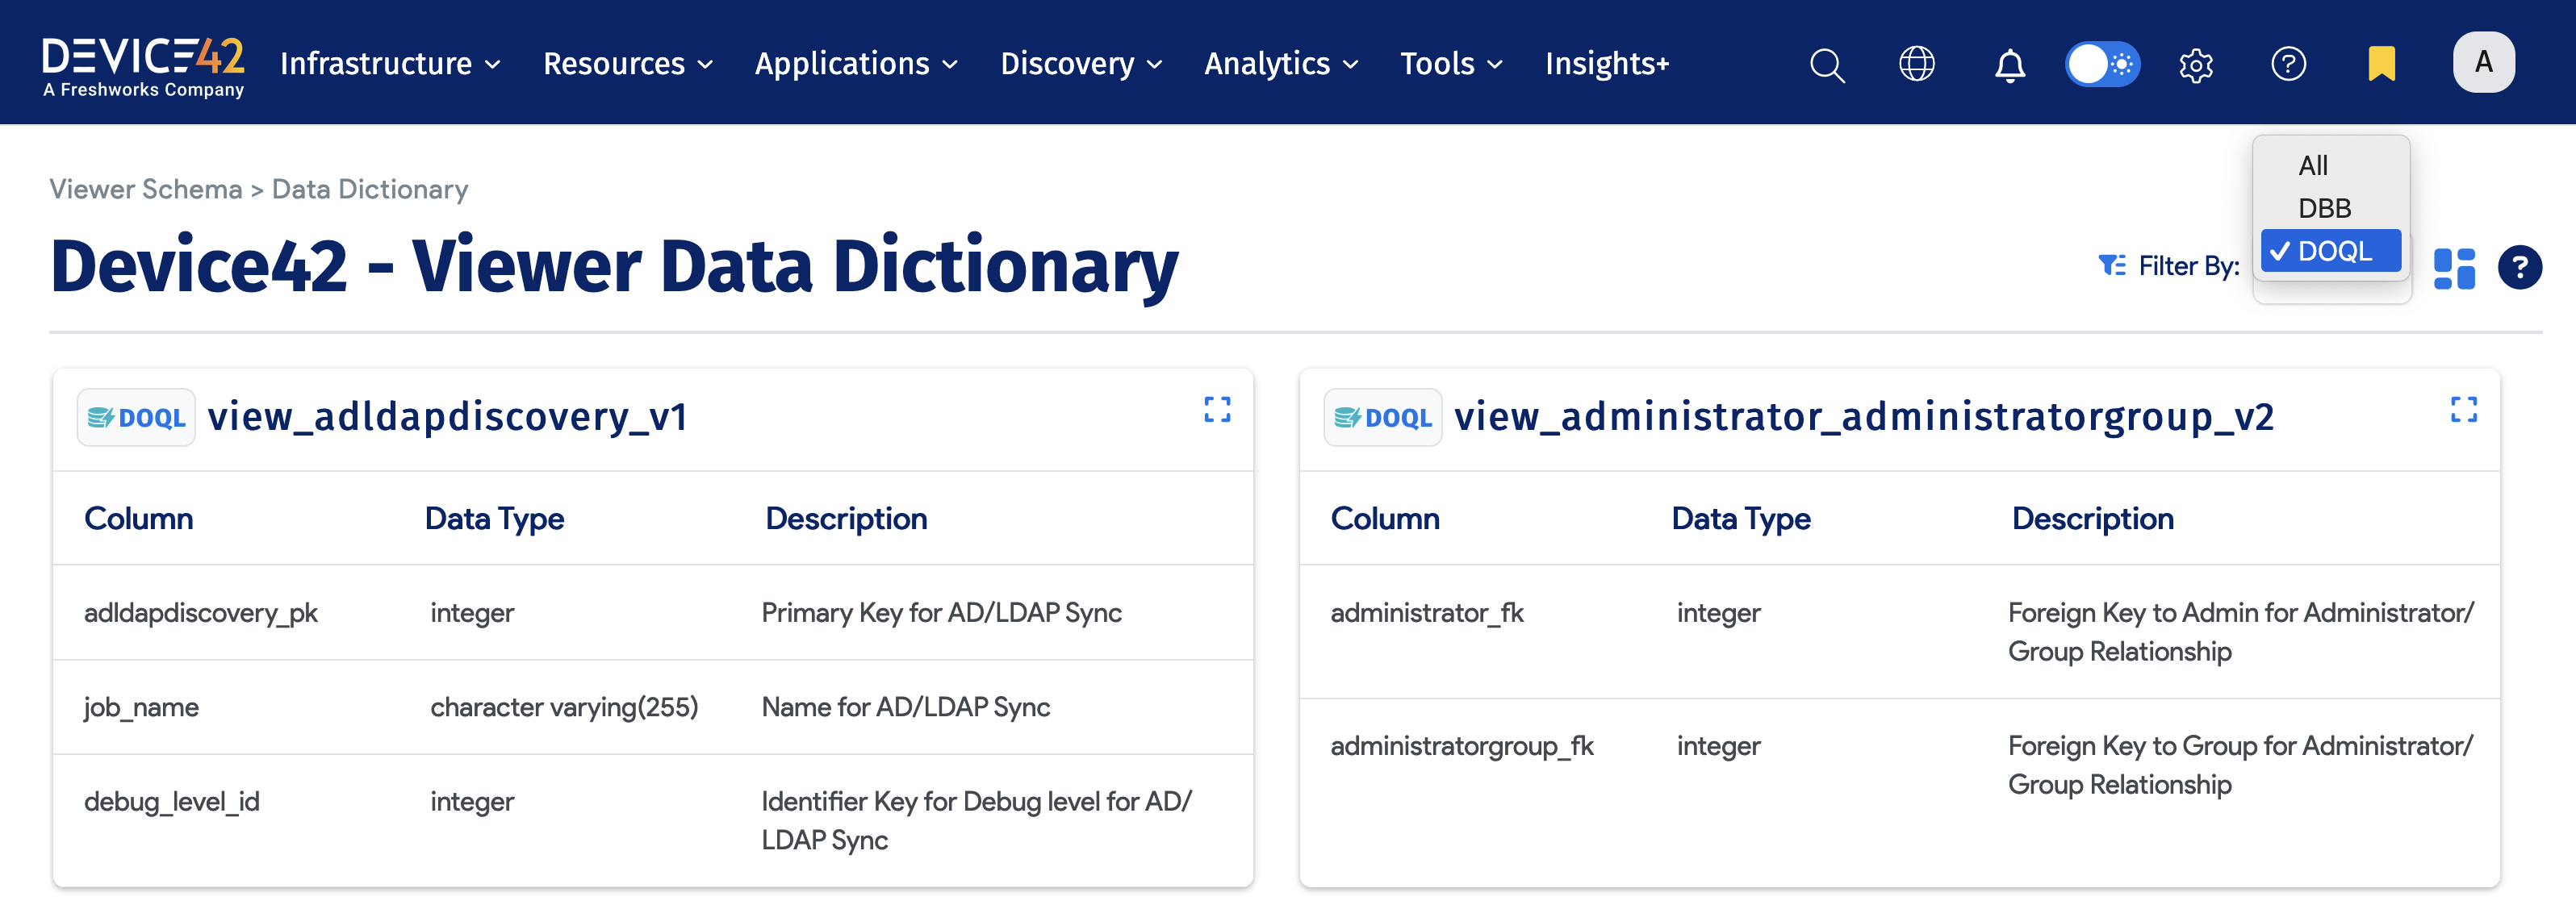 DEVICE42
A Freshworks Company
Infrastructure
Resources
Applications
Discovery
Analytics
Tools
Insights+
?
A
Viewer Schema > Data Dictionary
Device42 - Viewer Data Dictionary
Filter By:
All
DBB
✓ DOQL
?
DOQL view_adldapdiscovery_v1
Column Data Type Description
adldapdiscovery_pk integer Primary Key for AD/LDAP Sync
job_name character varying(255) Name for AD/LDAP Sync
debug_level_id integer Identifier Key for Debug level for AD/
LDAP Sync
DOQL view_administrator_administratorgroup_v2
Column Data Type Description
administrator_fk integer Foreign Key to Admin for Administrator/
Group Relationship
administratorgroup_fk integer Foreign Key to Group for Administrator/
Group Relationship